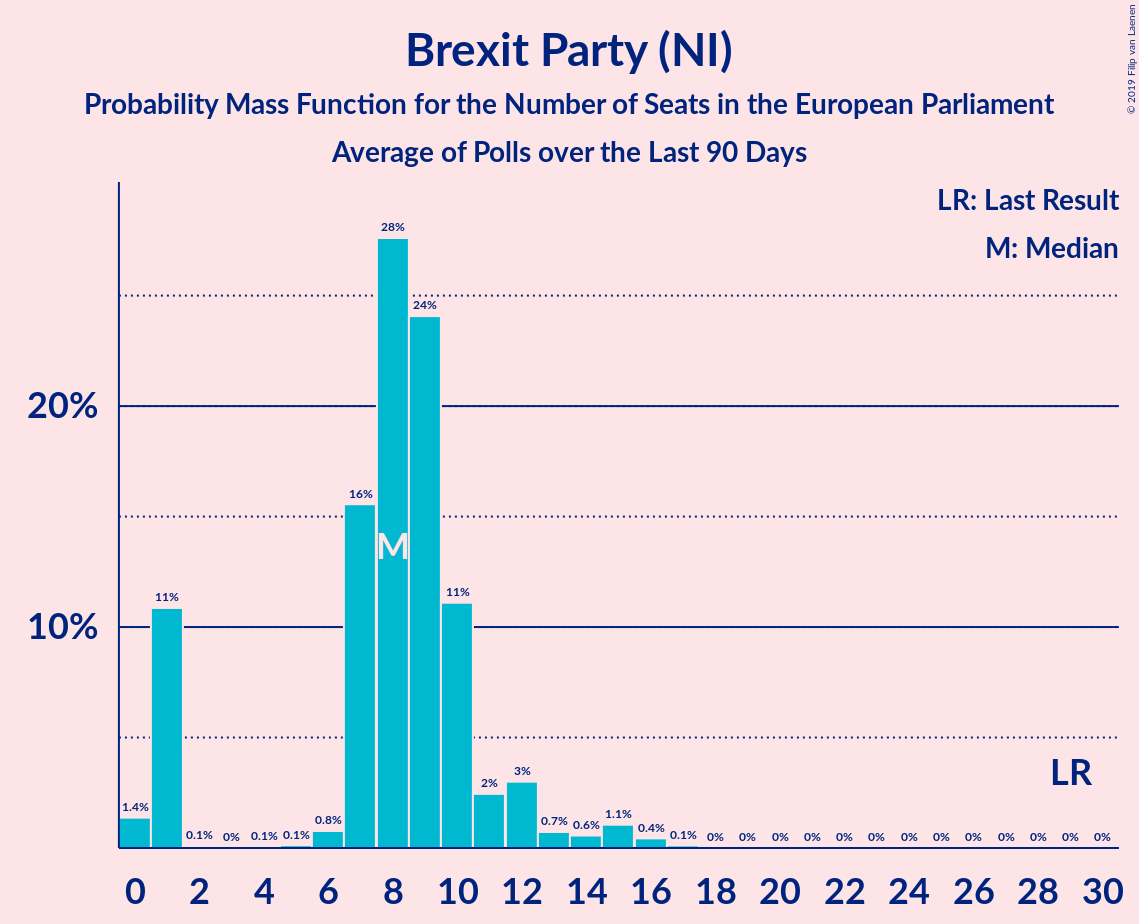 Brexit Party (NI)
Probability Mass Function for the Number of Seats in the European Parliament
Average of Polls over the Last 90 Days
© 2019 Filip van Laenen
LR: Last Result
M: Median
20%
10%
1.4% 11% 0.1% 0% 0.1% 0.1% 0.8% 16% 28% 24% 11% 2% 3% 0.7% 0.6% 1.1% 0.4% 0.1% 0% 0% 0% 0% 0% 0% 0% 0% 0% 0% 0% 0% 0%
M
LR
0 2 4 6 8 10 12 14 16 18 20 22 24 26 28 30